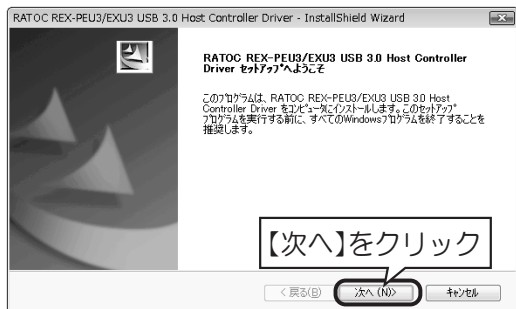 RATOC REX-PEU3/EXU3 USB 3.0 Host Controller Driver - InstallShield Wizard
RATOC REX-PEU3/EXU3 USB 3.0 Host Controller
Driver ｾｯﾄｱｯﾌﾟへようこそ
このﾌﾟﾛｸﾞﾗﾑは、RATOC REX-PEU3/EXU3 USB 3.0 Host
Controller Driver をｺﾝﾋﾟｭｰﾀにｲﾝｽﾄｰﾙします。このｾｯﾄｱｯﾌﾟ
ﾌﾟﾛｸﾞﾗﾑを実行する前に、すべてのWindowsﾌﾟﾛｸﾞﾗﾑを終了することを
推奨します。
【次へ】をクリック
< 戻る(B)
次へ (N)>
ｷｬﾝｾﾙ